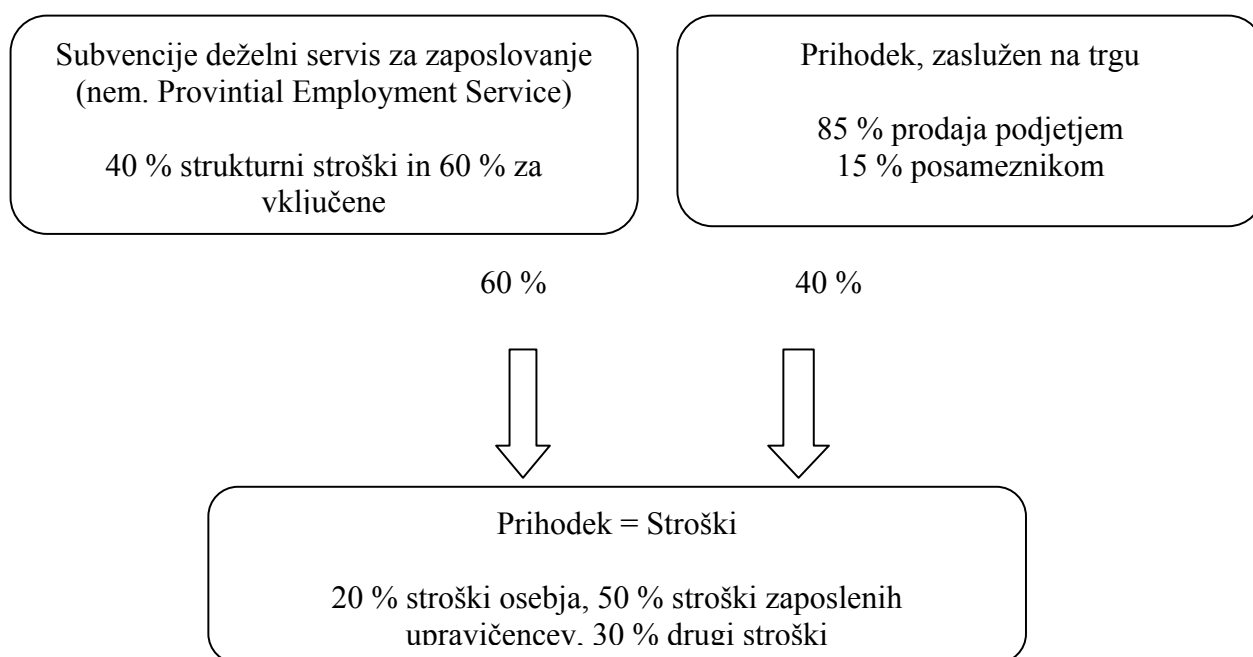 Subvencije deželni servis za zaposlovanje
(nem. Provintial Employment Service)
40 % strukturni stroški in 60 % za
vključene
Prihodek, zaslužen na trgu
85 % prodaja podjetjem
15 % posameznikom
60 %
40 %
Prihodek = Stroški
20 % stroški osebja, 50 % stroški zaposlenih
upravičencev, 30 % drugi stroški